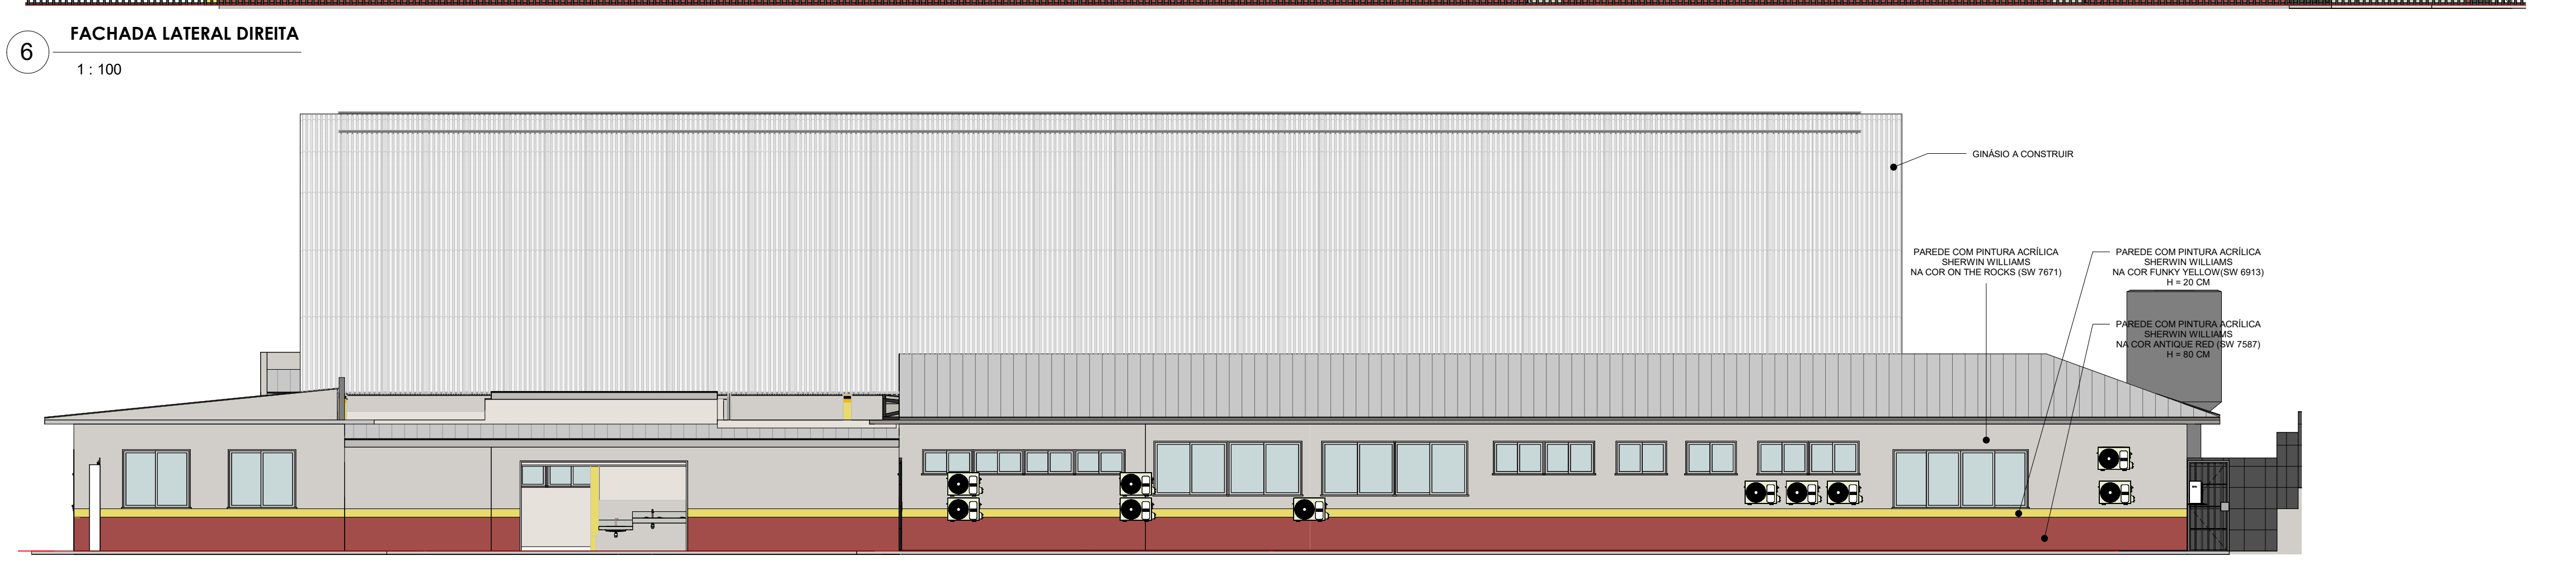 6
FACHADA LATERAL DIREITA
1 : 100
GINÁSIO A CONSTRUIR
PAREDE COM PINTURA ACRÍLICA
SHERWIN WILLIAMS
NA COR ON THE ROCKS (SW 7671)
PAREDE COM PINTURA ACRÍLICA
SHERWIN WILLIAMS
NA COR FUNKY YELLOW(SW 6913)
H = 20 CM
PAREDE COM PINTURA ACRÍLICA
SHERWIN WILLIAMS
NA COR ANTIQUE RED (SW 7587)
H = 80 CM